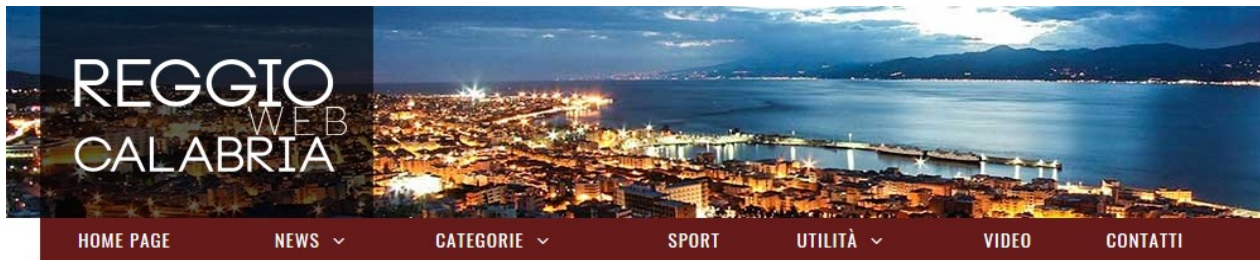 REGGIO
WEB
CALABRIA
HOME PAGE NEWS CATEGORIE SPORT UTILITÀ VIDEO CONTATTI